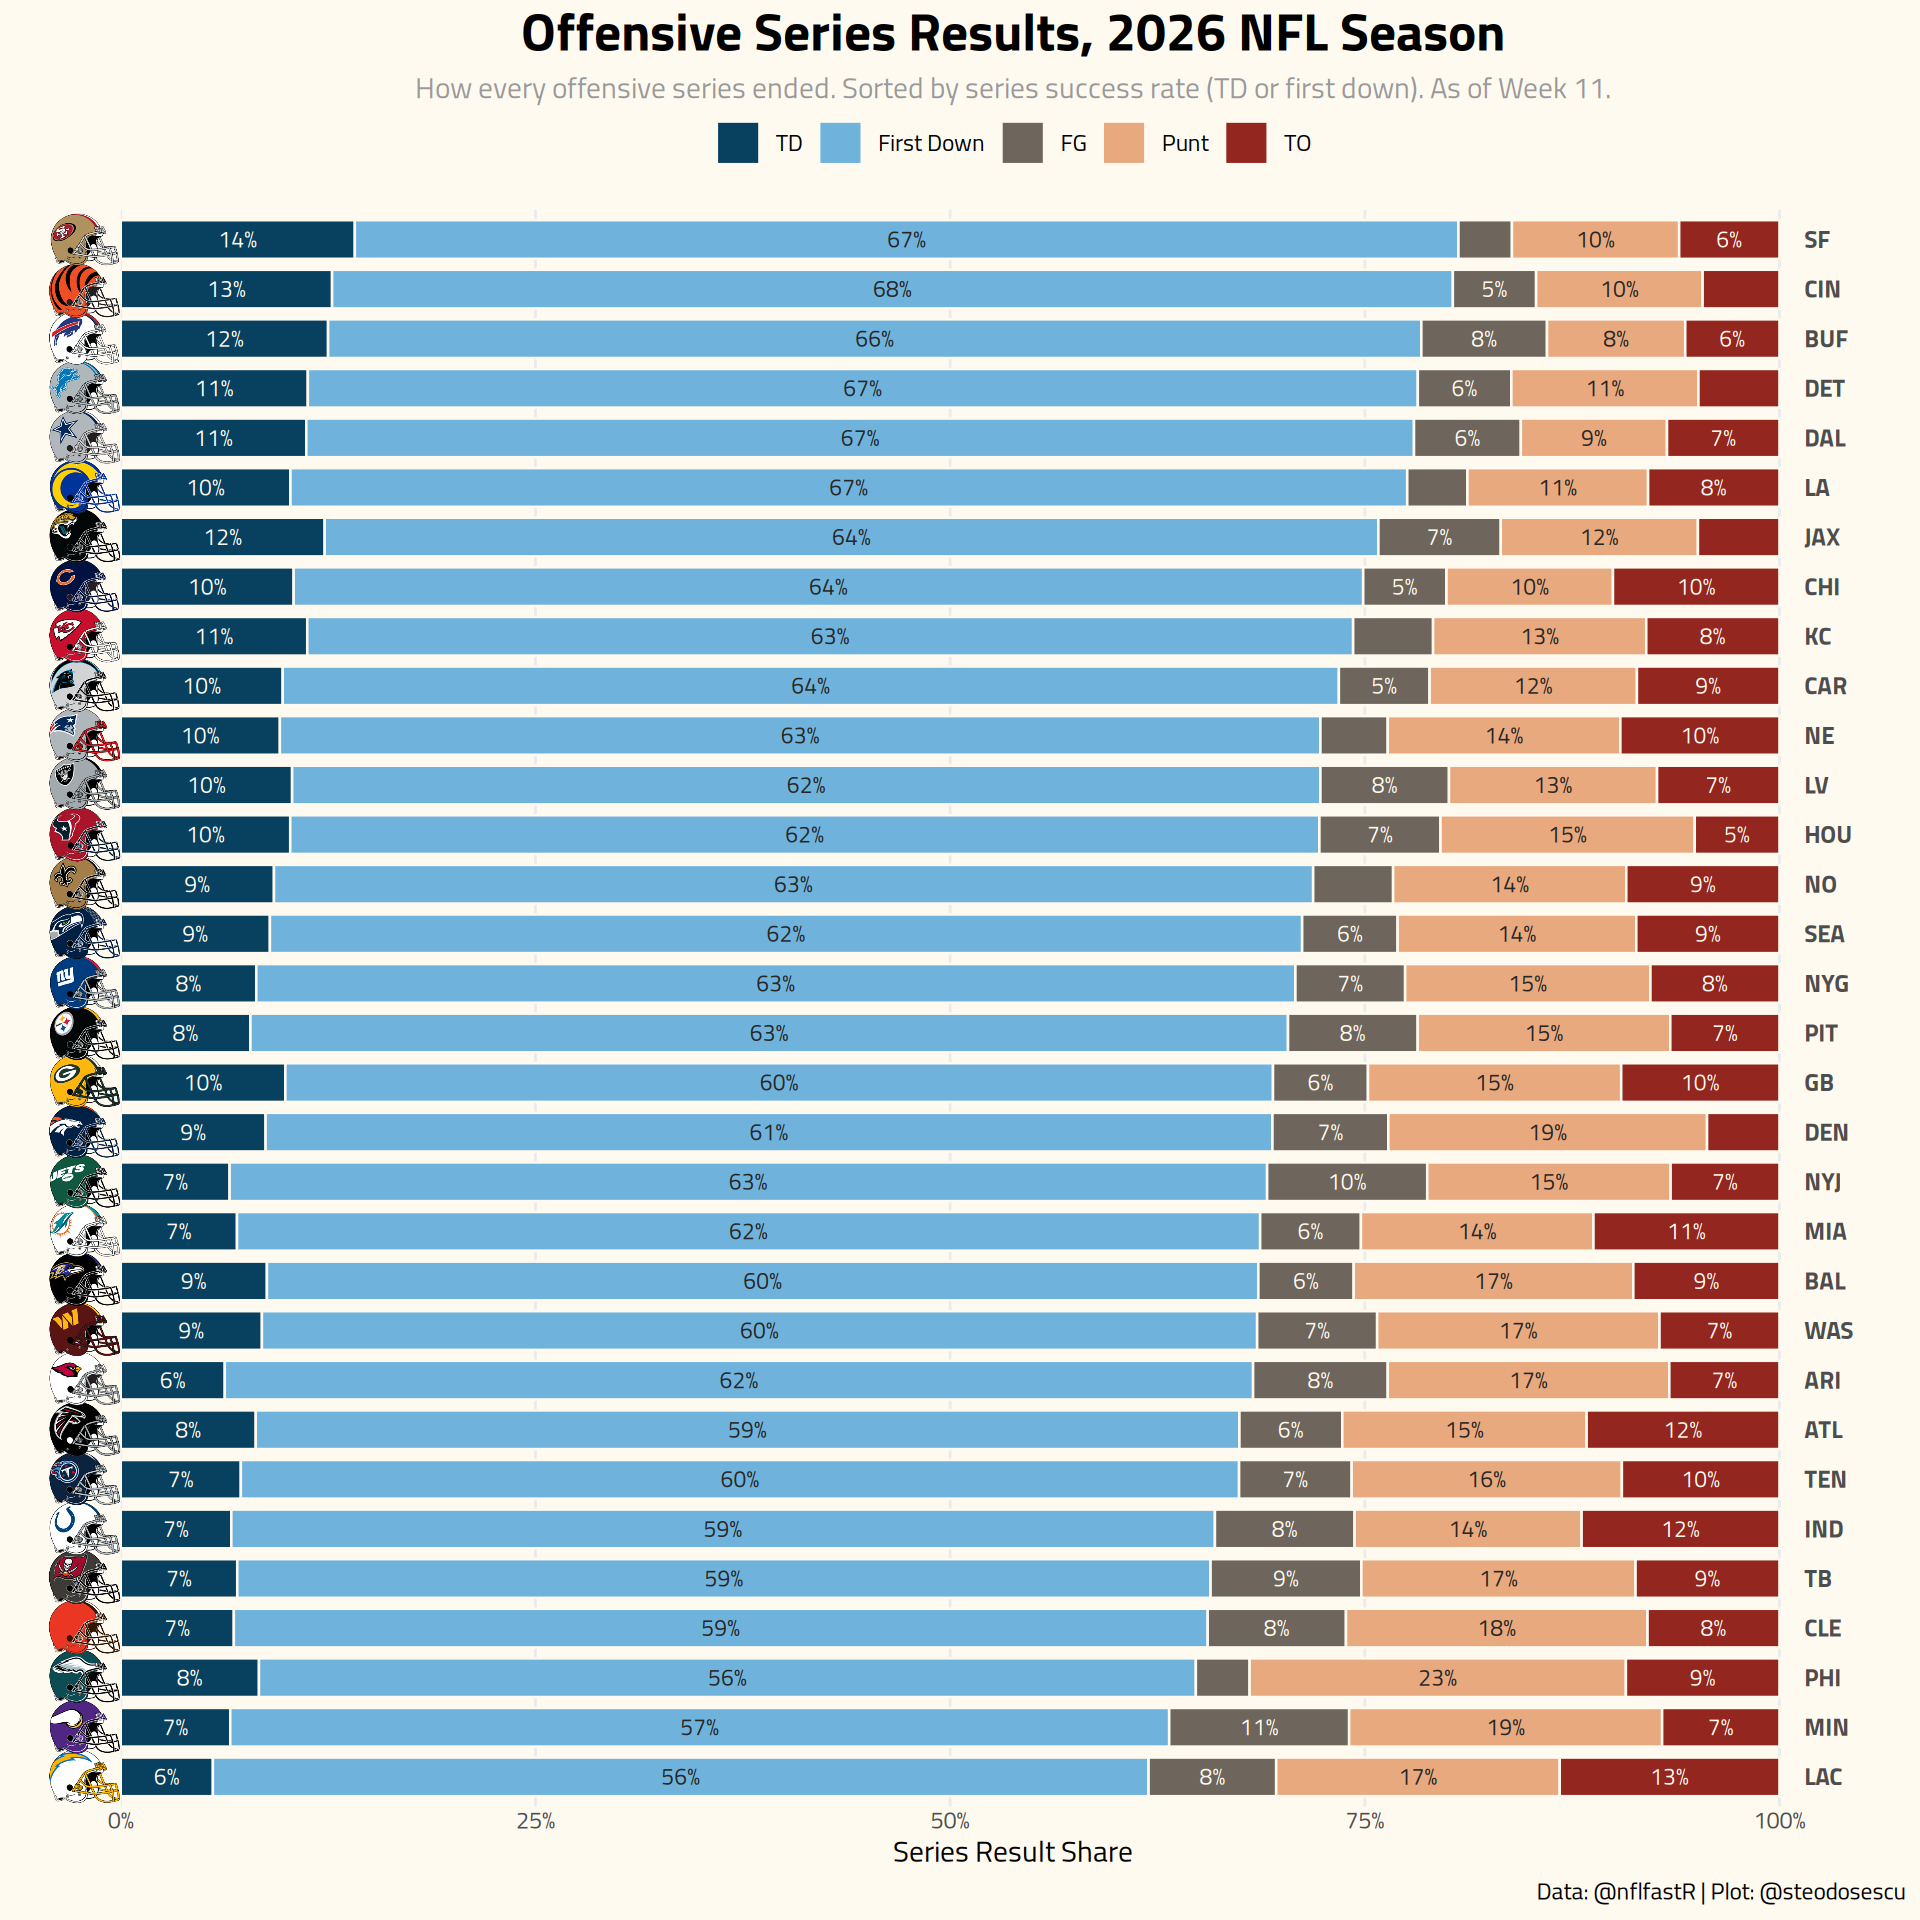 Offensive Series Results, 2026 NFL Season
How every offensive series ended. Sorted by series success rate (TD or first down). As of Week 11.
TD First Down FG Punt TO
14% 67% 10% 6% SF
13% 68% 5% 10% CIN
12% 66% 8% 8% 6% BUF
11% 67% 6% 11% DET
11% 67% 6% 9% 7% DAL
10% 67% 11% 8% LA
12% 64% 7% 12% JAX
10% 64% 5% 10% 10% CHI
11% 63% 13% 8% KC
10% 64% 5% 12% 9% CAR
10% 63% 14% 10% NE
10% 62% 8% 13% 7% LV
10% 62% 7% 15% 5% HOU
9% 63% 14% 9% NO
9% 62% 6% 14% 9% SEA
ny 8% 63% 7% 15% 8% NYG
8% 63% 8% 15% 7% PIT
G 10% 60% 6% 15% 10% GB
9% 61% 7% 19% DEN
JETS 7% 63% 10% 15% 7% NYJ
7% 62% 6% 14% 11% MIA
9% 60% 6% 17% 9% BAL
W 9% 60% 7% 17% 7% WAS
6% 62% 8% 17% 7% ARI
8% 59% 6% 15% 12% ATL
7% 60% 7% 16% 10% TEN
7% 59% 8% 14% 12% IND
7% 59% 9% 17% 9% TB
7% 59% 8% 18% 8% CLE
8% 56% 23% 9% PHI
7% 57% 11% 19% 7% MIN
6% 56% 8% 17% 13% LAC
0% 25% 50% 75% 100%
Series Result Share
Data: @nflfastR | Plot: @steodosescu